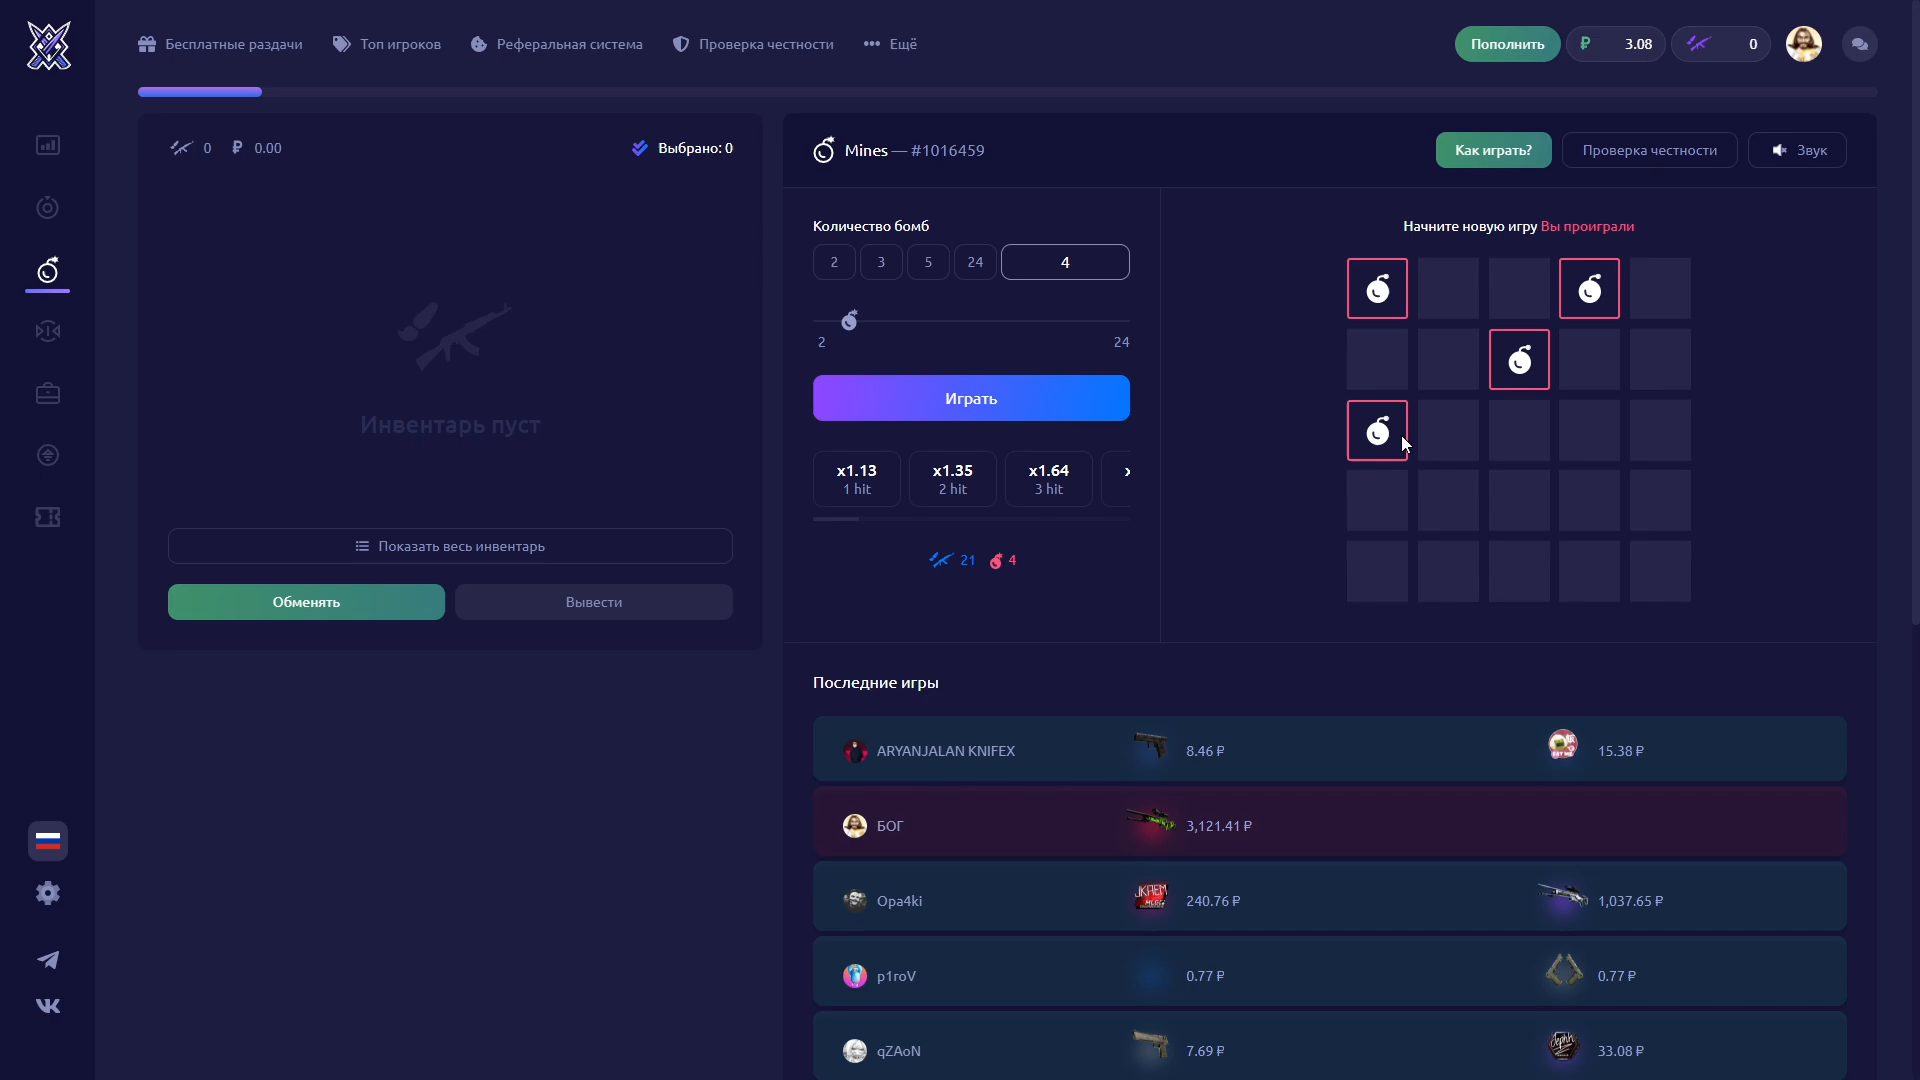 Бесплатные раздачи
Топ игроков
Реферальная система
Проверка честности
Ещё
Пополнить
3.08
0
0
0.00
Выбрано: 0
Инвентарь пуст
Показать весь инвентарь
Обменять
Вывести
Mines — #1016459
Как играть?
Проверка честности
Звук
Количество бомб
2
3
5
24
4
2
24
Играть
x1.13
1 hit
x1.35
2 hit
x1.64
3 hit
21
4
Начните новую игру Вы проиграли
Последние игры
ARYANJALAN KNIFEX 8.46 ₽ 15.38 ₽
БОГ 3,121.41 ₽
Opa4ki 240.76 ₽ 1,037.65 ₽
p1roV 0.77 ₽ 0.77 ₽
qZAoN 7.69 ₽ 33.08 ₽